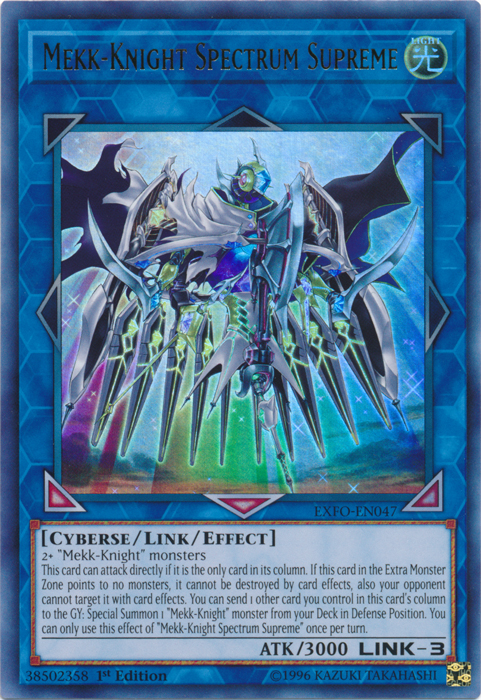 MEKK-KNIGHT SPECTRUM SUPREME
LIGHT
光
EXFO-EN047
[CYBERSE/LINK/EFFECT]
2+ "Mekk-Knight" monsters
This card can attack directly if it is the only card in its column. If this card in the Extra Monster
Zone points to no monsters, it cannot be destroyed by card effects, also your opponent
cannot target it with card effects. You can send 1 other card you control in this card's column
to the GY: Special Summon 1 "Mekk-Knight" monster from your Deck in Defense Position. You
can only use this effect of "Mekk-Knight Spectrum Supreme" once per turn.
ATK/3000 LINK-3
38502358 1st Edition ©1996 KAZUKI TAKAHASHI